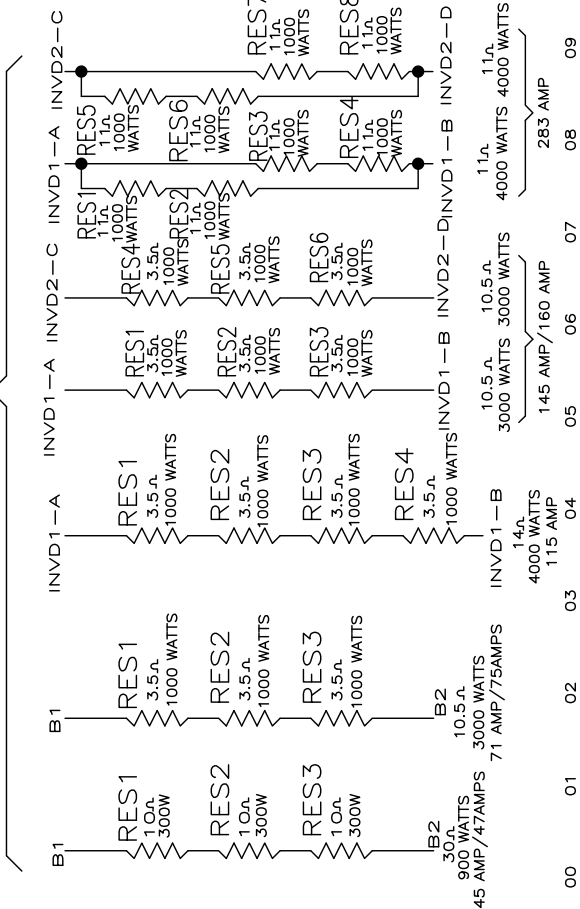 B1
RES1
10Ω
300W
RES2
10Ω
300W
RES3
10Ω
300W
B2
30Ω
900 WATTS
45 AMP/47AMPS
B1
RES1
3.5Ω
1000 WATTS
RES2
3.5Ω
1000 WATTS
RES3
3.5Ω
1000 WATTS
B2
10.5Ω
3000 WATTS
71 AMP/75AMPS
INVD1-A
RES1
3.5Ω
1000 WATTS
RES2
3.5Ω
1000 WATTS
RES3
3.5Ω
1000 WATTS
RES4
3.5Ω
1000 WATTS
INVD1-B
14Ω
4000 WATTS
115 AMP
INVD1-A
RES1
3.5Ω
1000
WATTS
RES2
3.5Ω
1000
WATTS
RES3
3.5Ω
1000
WATTS
INVD1-B
10.5Ω
3000 WATTS
INVD2-C
RES4
3.5Ω
1000
WATTS
RES5
3.5Ω
1000
WATTS
RES6
3.5Ω
1000
WATTS
INVD2-D
10.5Ω
3000 WATTS
145 AMP/160 AMP
INVD1-A
RES1
11Ω
1000
WATTS
RES2
11Ω
1000
WATTS
RES3
11Ω
1000
WATTS
RES4
11Ω
1000
WATTS
INVD1-B
11Ω
4000 WATTS
INVD2-C
RES5
11Ω
1000
WATTS
RES6
11Ω
1000
WATTS
RES7
11Ω
1000
WATTS
RES8
11Ω
1000
WATTS
INVD2-D
11Ω
4000 WATTS
283 AMP
00 01 02 03 04 05 06 07 08 09